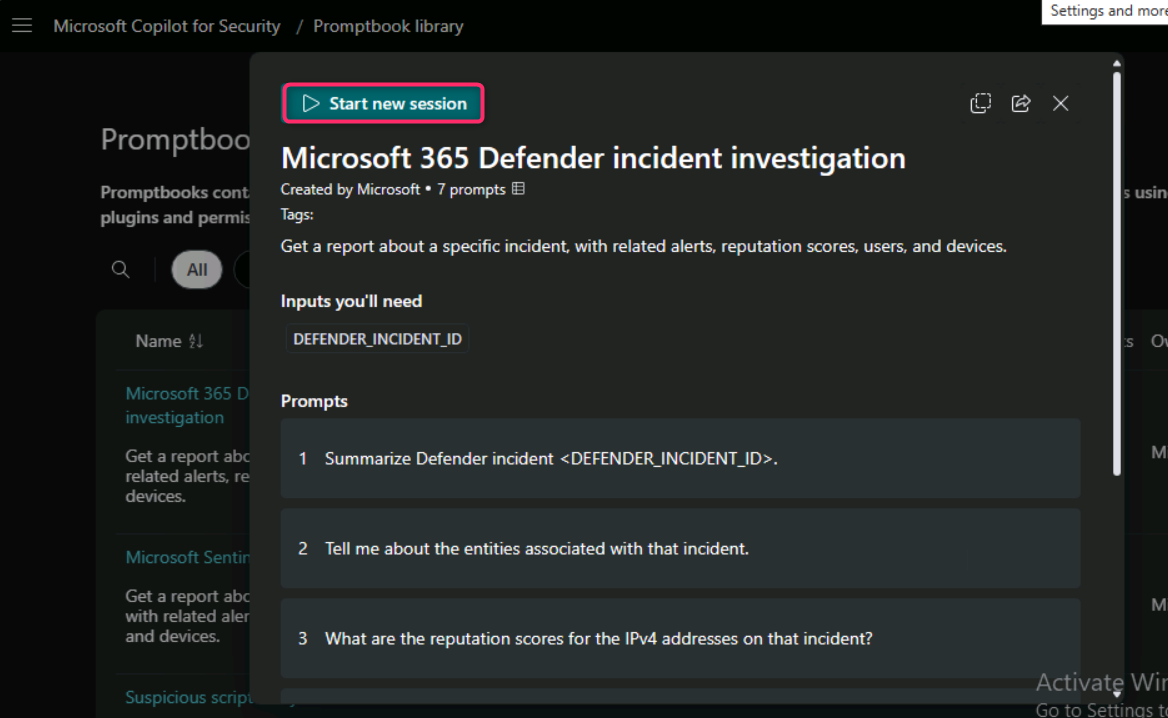 Settings and more
Microsoft Copilot for Security / Promptbook library
Start new session
Microsoft 365 Defender incident investigation
Created by Microsoft • 7 prompts
Tags:
Get a report about a specific incident, with related alerts, reputation scores, users, and devices.
Inputs you'll need
DEFENDER_INCIDENT_ID
Prompts
1 Summarize Defender incident <DEFENDER_INCIDENT_ID>.
2 Tell me about the entities associated with that incident.
3 What are the reputation scores for the IPv4 addresses on that incident?
Promptboo
Promptbooks cont
plugins and permis
s usin
All
Name
Microsoft 365 D
investigation
Get a report abo
related alerts, re
devices.
Microsoft Sentin
Get a report abo
with related aler
and devices.
Suspicious script
Activate Win
Go to Settings to